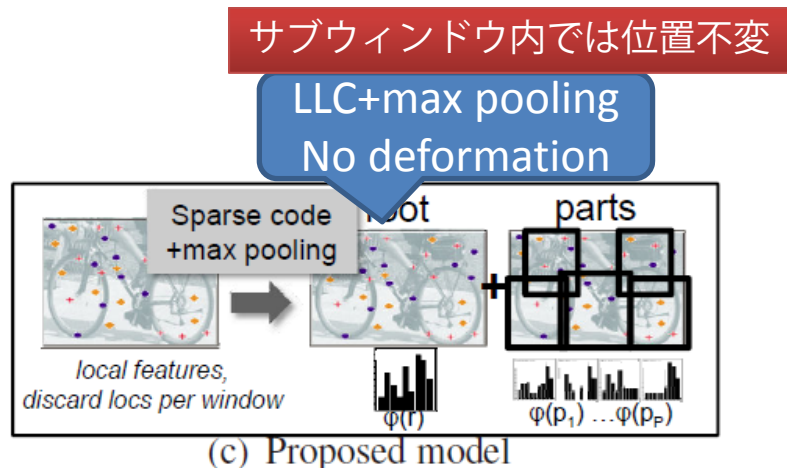 サブウィンドウ内では位置不変
LLC+max pooling
No deformation
Sparse code
+max pooling
parts
+
local features,
discard locs per window
φ(r)
φ(p₁) ...φ(pₚ)
(c) Proposed model